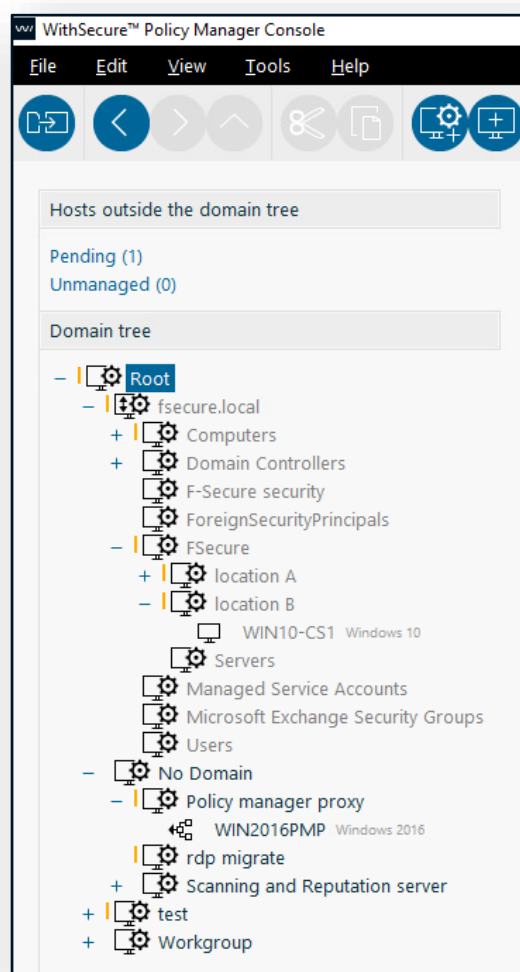 W/ WithSecure™ Policy Manager Console
File Edit View Tools Help
Hosts outside the domain tree
Pending (1)
Unmanaged (0)
Domain tree
Root
fsecure.local
Computers
Domain Controllers
F-Secure security
ForeignSecurityPrincipals
FSecure
location A
location B
WIN10-CS1 Windows 10
Servers
Managed Service Accounts
Microsoft Exchange Security Groups
Users
No Domain
Policy manager proxy
WIN2016PMP Windows 2016
rdp migrate
Scanning and Reputation server
test
Workgroup